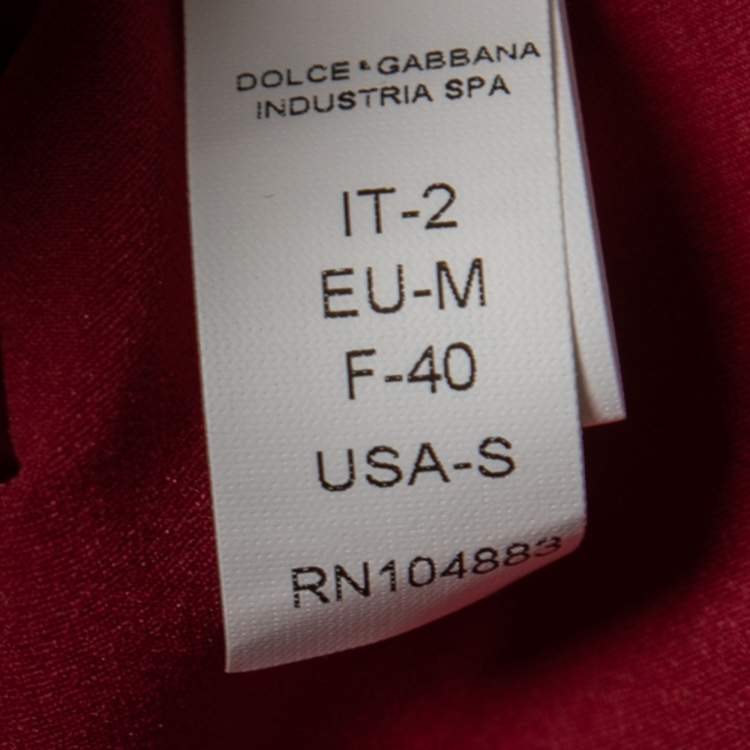 DOLCE & GABBANA
INDUSTRIA SPA
IT-2
EU-M
F-40
USA-S
RN104883